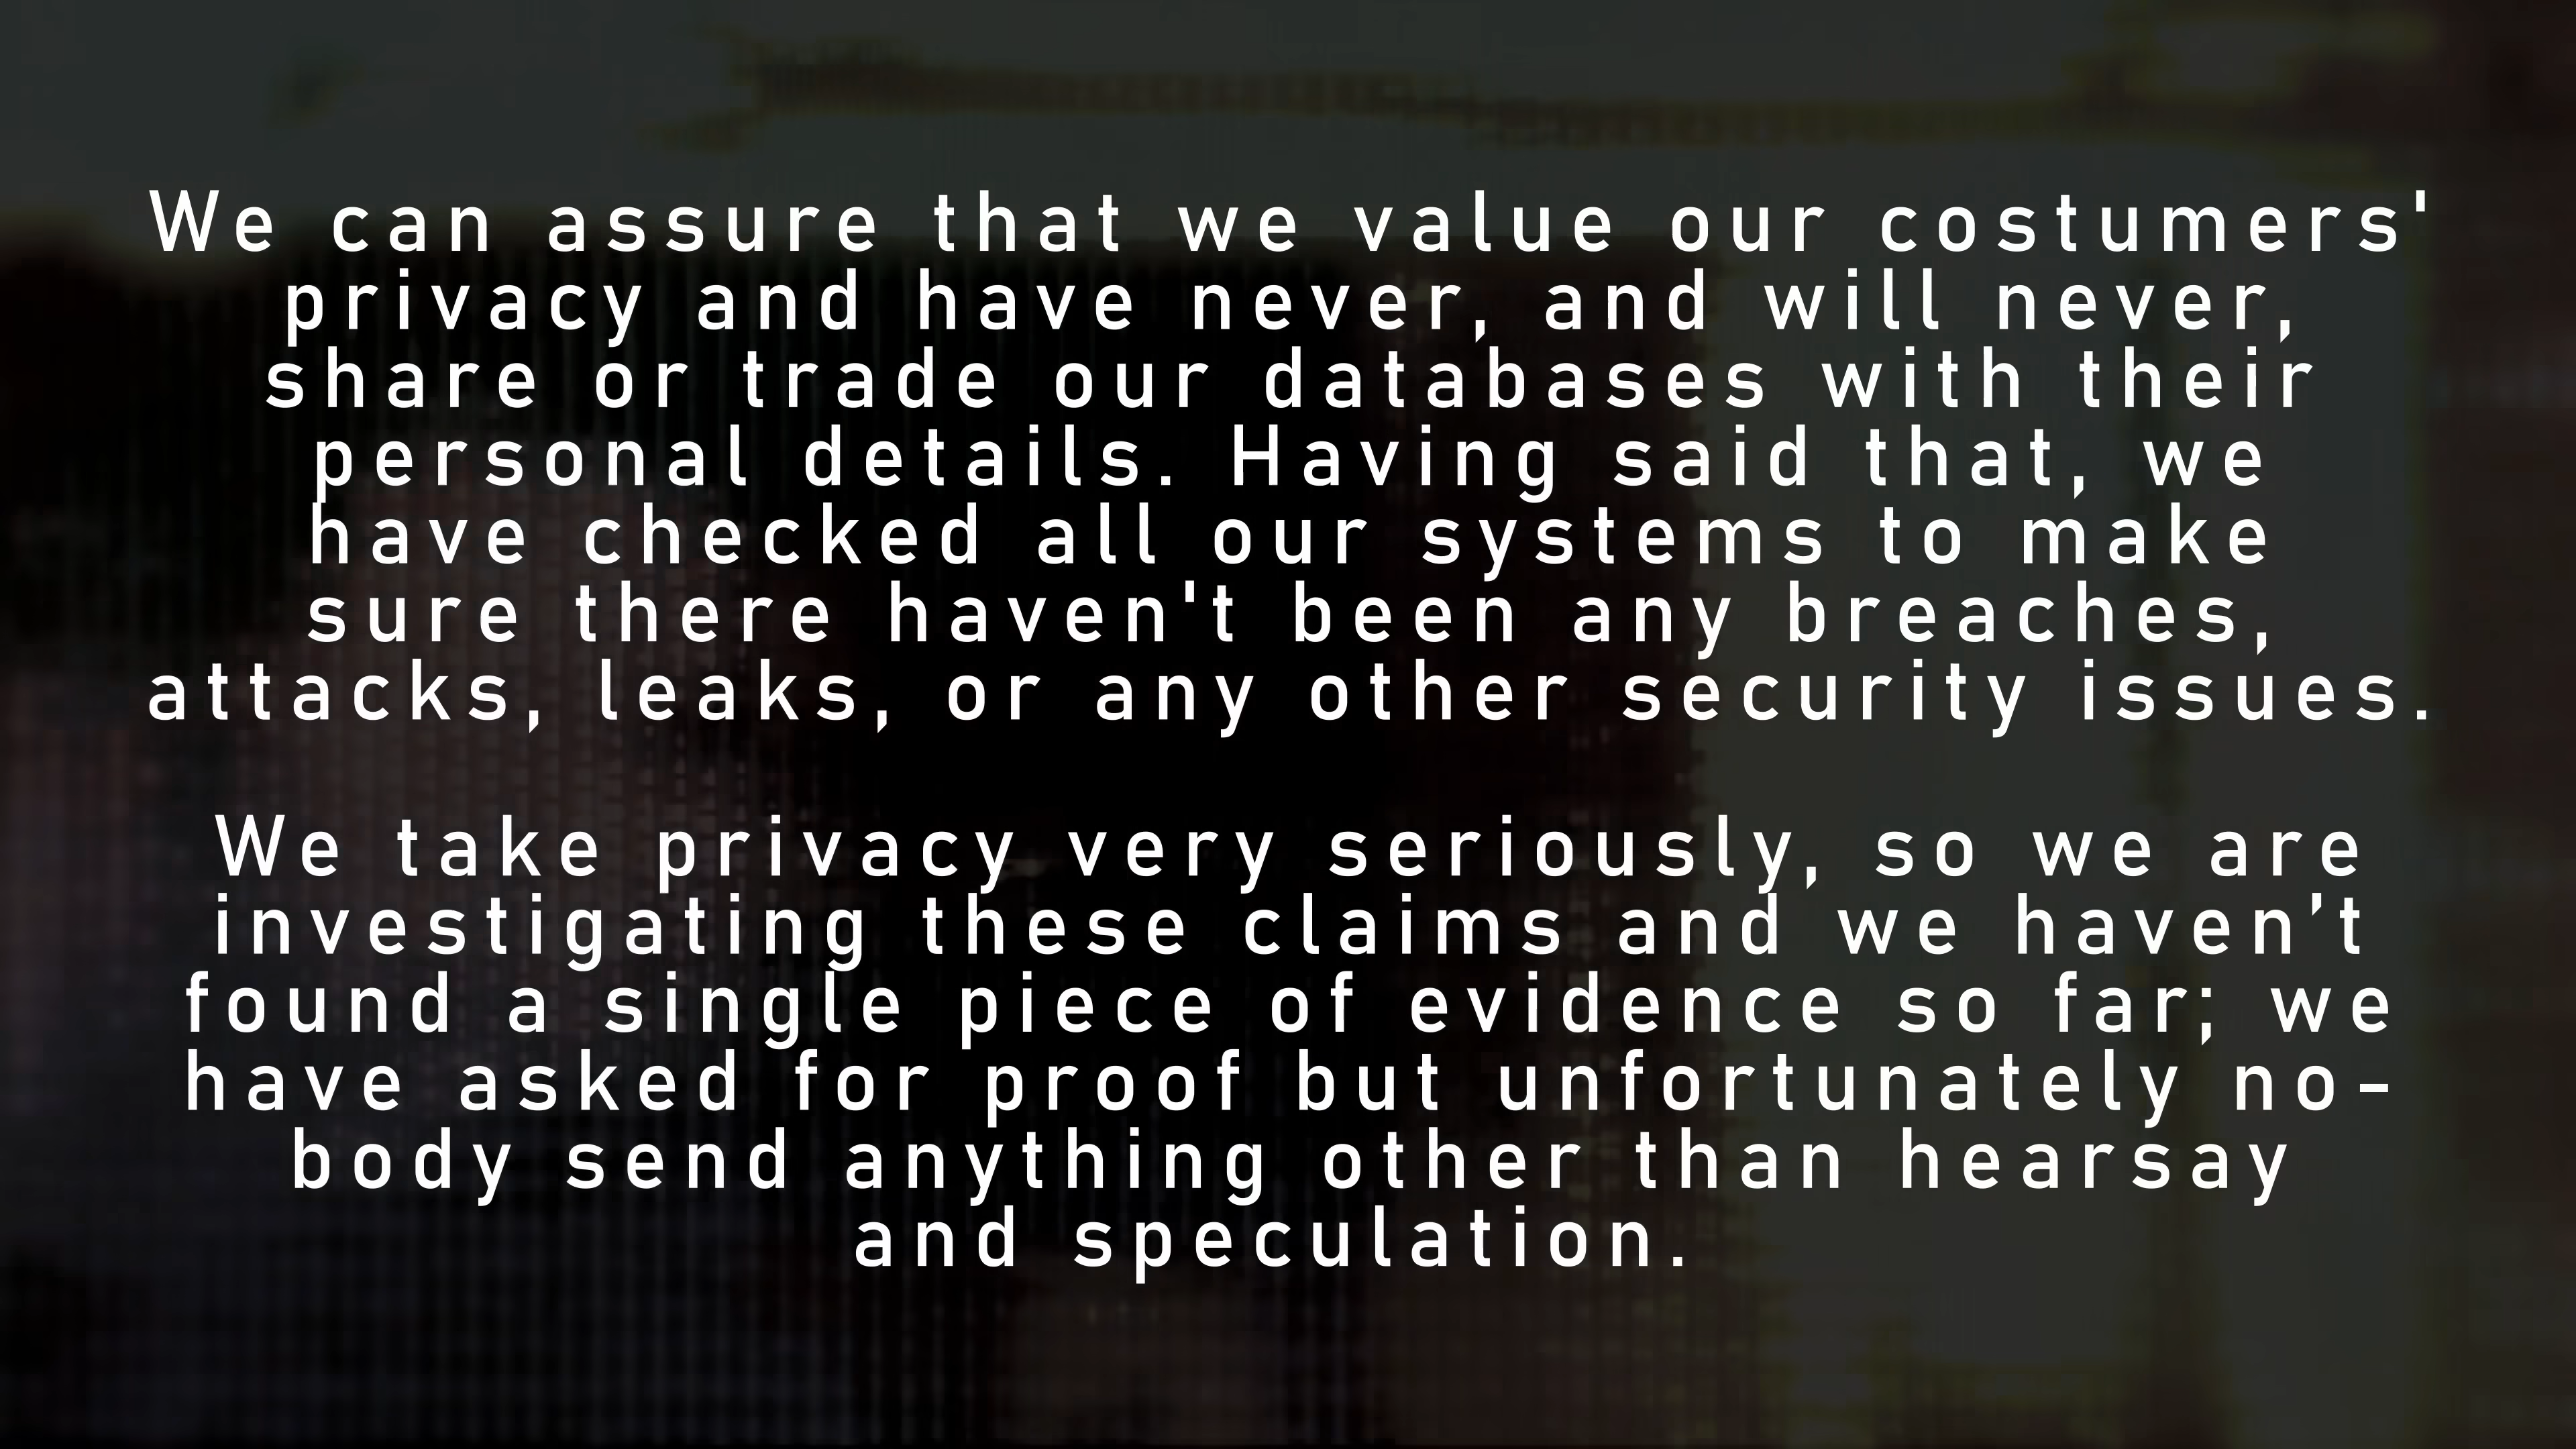 We can assure that we value our costumers'
privacy and have never, and will never,
share or trade our databases with their
personal details. Having said that, we
have checked all our systems to make
sure there haven't been any breaches,
attacks, leaks, or any other security issues.
We take privacy very seriously, so we are
investigating these claims and we haven’t
found a single piece of evidence so far; we
have asked for proof but unfortunately no-
body send anything other than hearsay
and speculation.